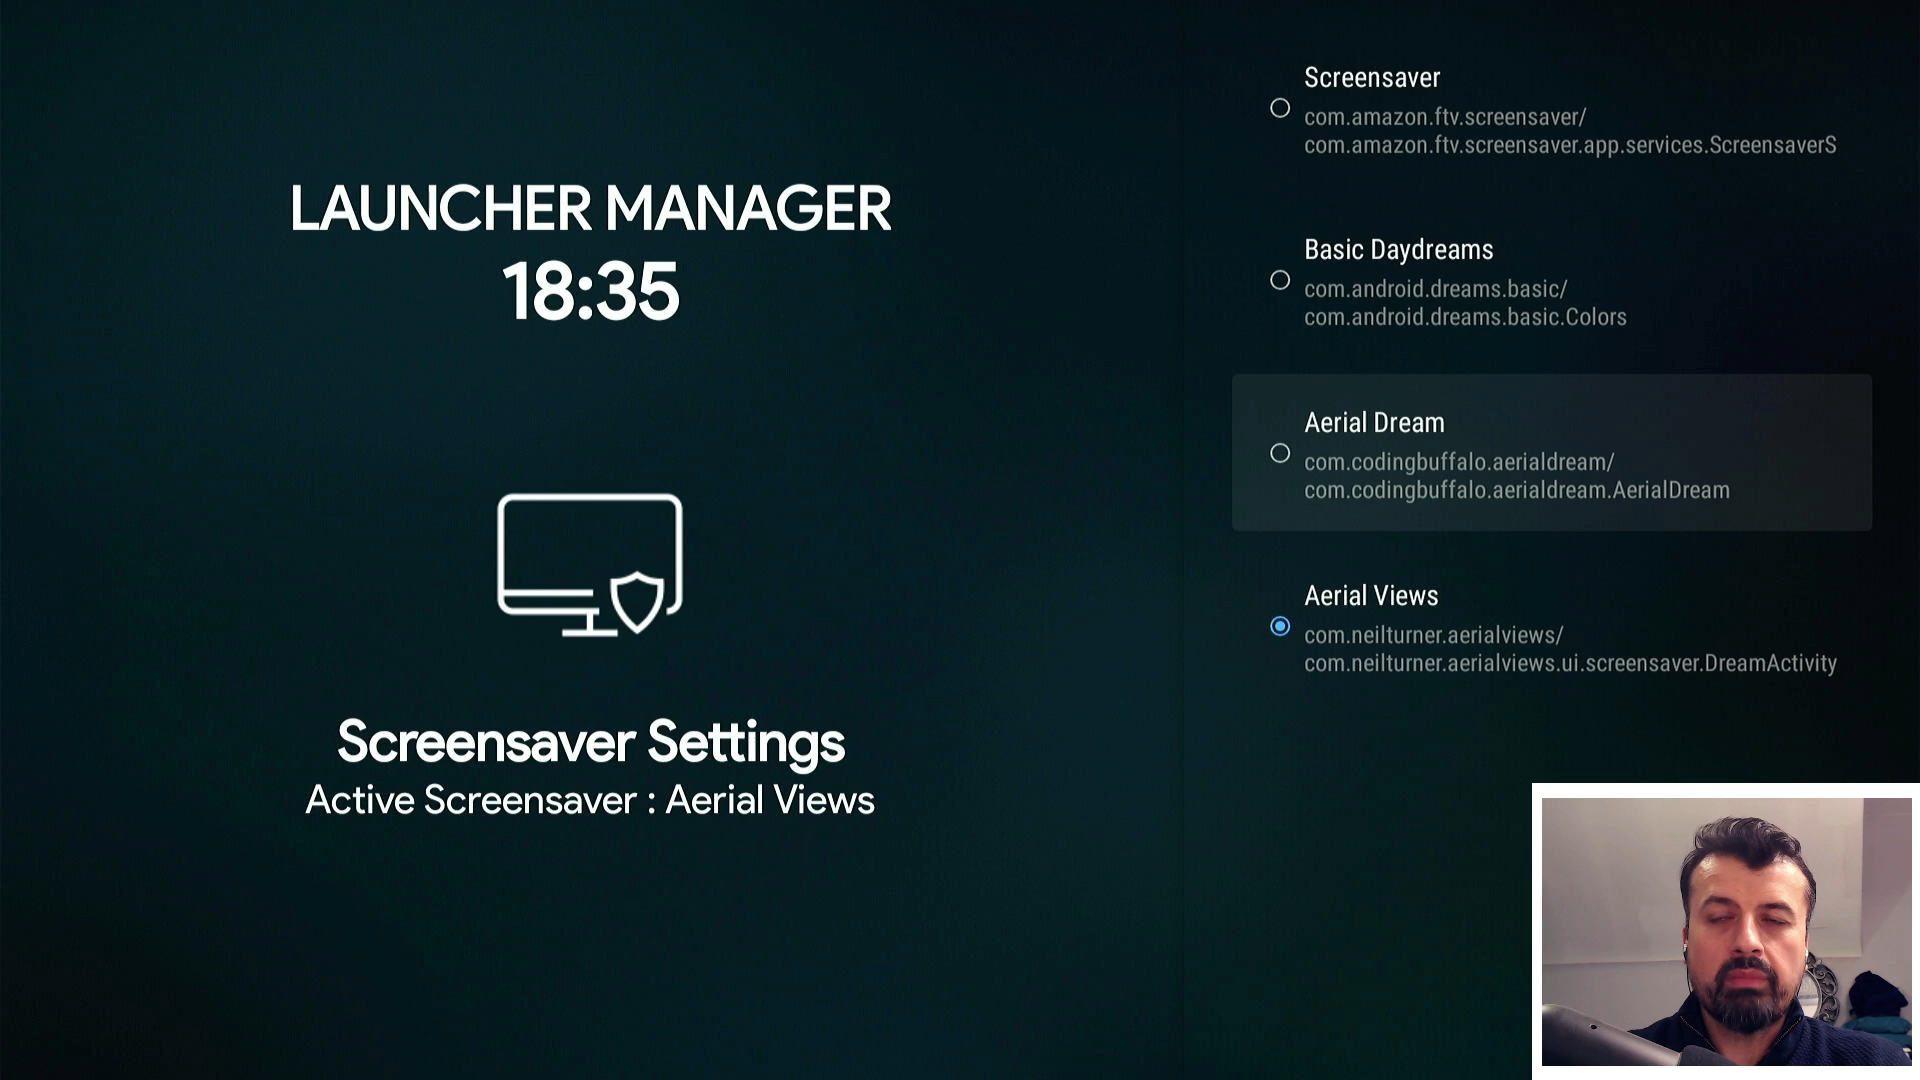 LAUNCHER MANAGER
18:35
Screensaver Settings
Active Screensaver : Aerial Views
Screensaver
com.amazon.ftv.screensaver/
com.amazon.ftv.screensaver.app.services.ScreensaverS
Basic Daydreams
com.android.dreams.basic/
com.android.dreams.basic.Colors
Aerial Dream
com.codingbuffalo.aerialdream/
com.codingbuffalo.aerialdream.AerialDream
Aerial Views
com.neilturner.aerialviews/
com.neilturner.aerialviews.ui.screensaver.DreamActivity